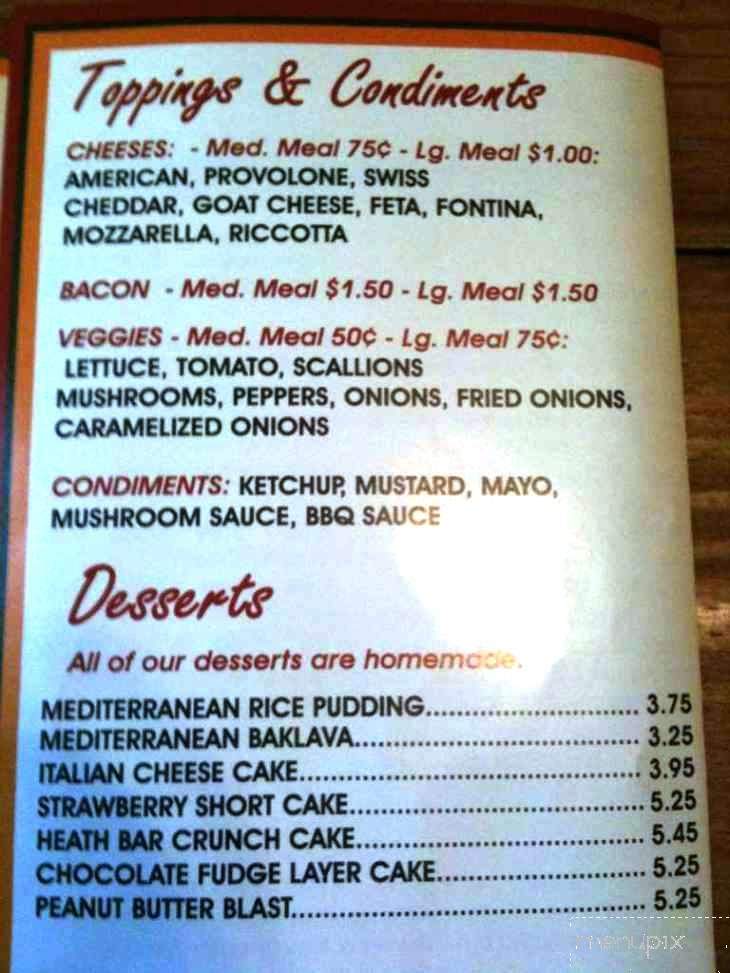 Toppings & Condiments
CHEESES: - Med. Meal 75¢ - Lg. Meal $1.00:
AMERICAN, PROVOLONE, SWISS
CHEDDAR, GOAT CHEESE, FETA, FONTINA,
MOZZARELLA, RICCOTTA
BACON - Med. Meal $1.50 - Lg. Meal $1.50
VEGGIES - Med. Meal 50¢ - Lg. Meal 75¢:
LETTUCE, TOMATO, SCALLIONS
MUSHROOMS, PEPPERS, ONIONS, FRIED ONIONS,
CARAMELIZED ONIONS
CONDIMENTS: KETCHUP, MUSTARD, MAYO,
MUSHROOM SAUCE, BBQ SAUCE
Desserts
All of our desserts are homemade.
MEDITERRANEAN RICE PUDDING................................ 3.75
MEDITERRANEAN BAKLAVA........................................... 3.25
ITALIAN CHEESE CAKE.................................................... 3.95
STRAWBERRY SHORT CAKE............................................ 5.25
HEATH BAR CRUNCH CAKE........................................... 5.45
CHOCOLATE FUDGE LAYER CAKE............................... 5.25
PEANUT BUTTER BLAST..................................................... 5.25
menupix